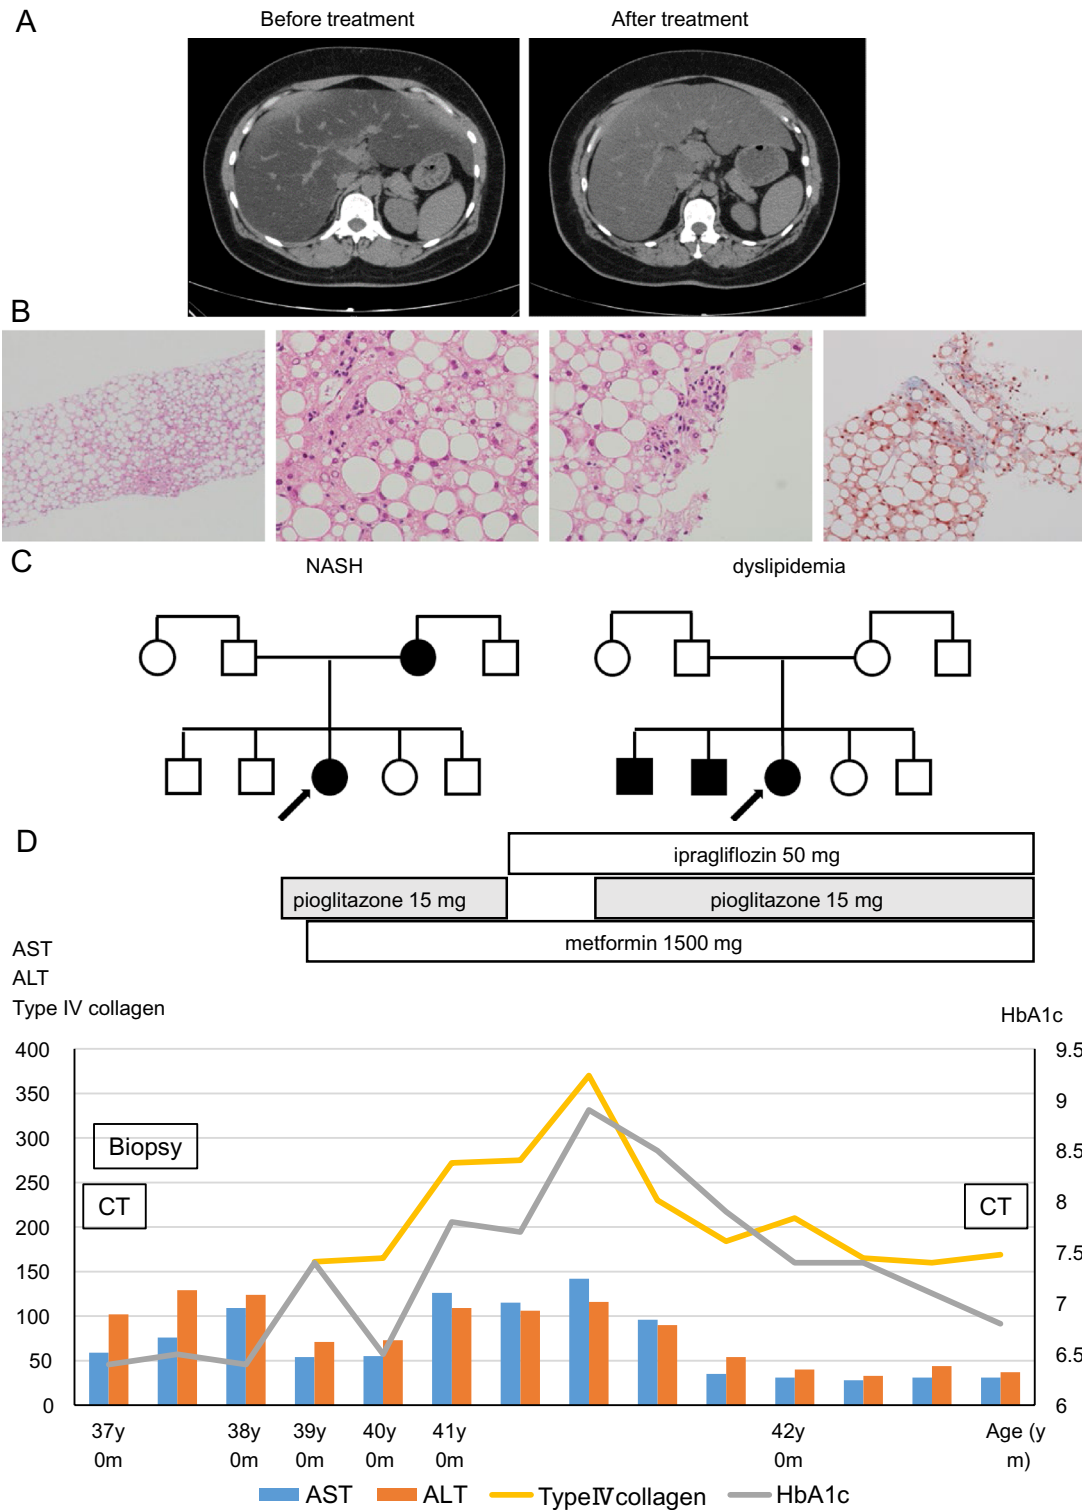 A
Before treatment
After treatment
B
C
NASH
dyslipidemia
D
ipragliflozin 50 mg
pioglitazone 15 mg
pioglitazone 15 mg
metformin 1500 mg
AST
ALT
Type IV collagen
HbA1c
400
350
300
250
200
150
100
50
0
9.5
9
8.5
8
7.5
7
6.5
6
Biopsy
CT
CT
37y
0m
38y
0m
39y
0m
40y
0m
41y
0m
42y
0m
Age (y
m)
AST
ALT
TypeⅣcollagen
HbA1c